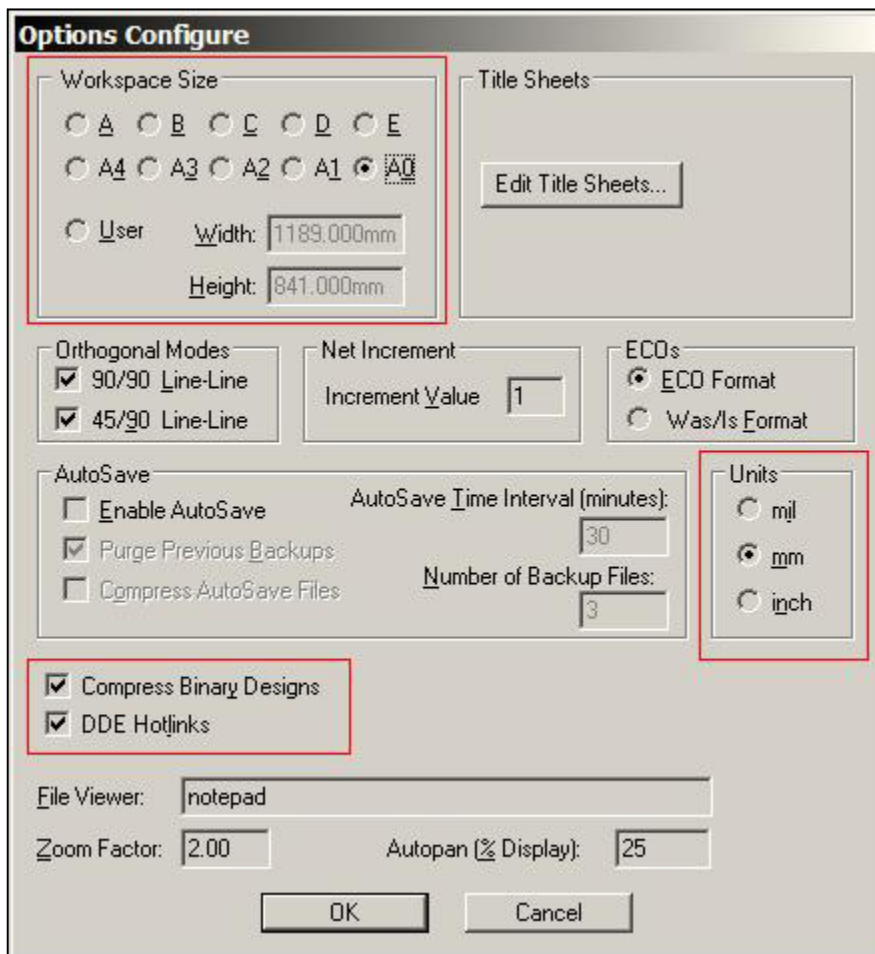 Options Configure
Workspace Size
A B C D E
A4 A3 A2 A1 A0
User Width: 1189.000mm
Height: 841.000mm
Title Sheets
Edit Title Sheets...
Orthogonal Modes
90/90 Line-Line
45/90 Line-Line
Net Increment
Increment Value 1
ECOs
ECO Format
Was/Is Format
AutoSave
Enable AutoSave
Purge Previous Backups
Compress AutoSave Files
AutoSave Time Interval (minutes):
30
Number of Backup Files:
3
Units
mil
mm
inch
Compress Binary Designs
DDE Hotlinks
File Viewer: notepad
Zoom Factor: 2.00 Autopan (% Display): 25
OK Cancel